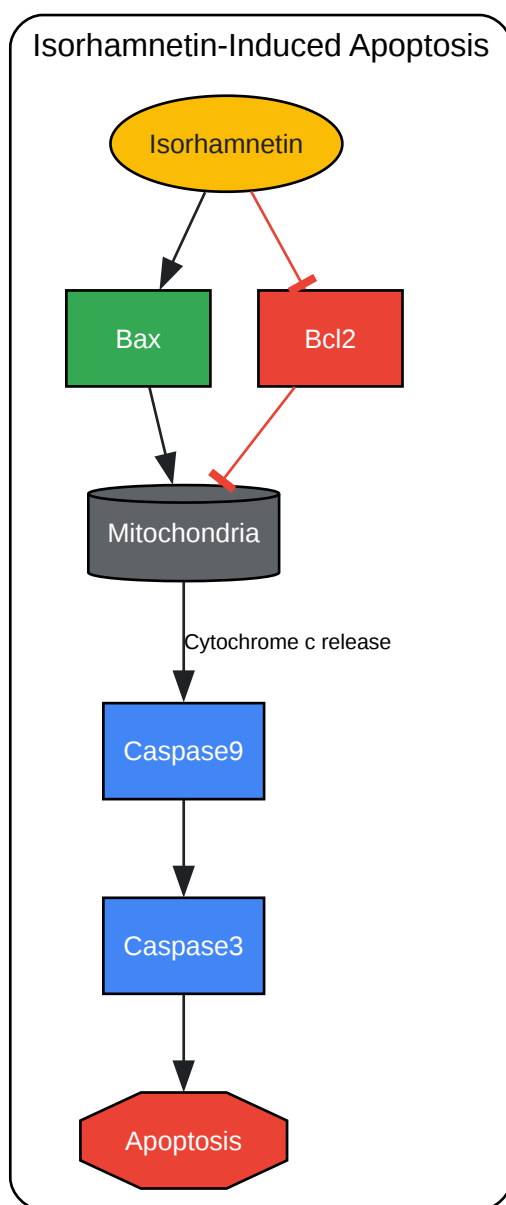 Isorhamnetin-Induced Apoptosis
Isorhamnetin
Bax
Bcl2
Mitochondria
Cytochrome c release
Caspase9
Caspase3
Apoptosis